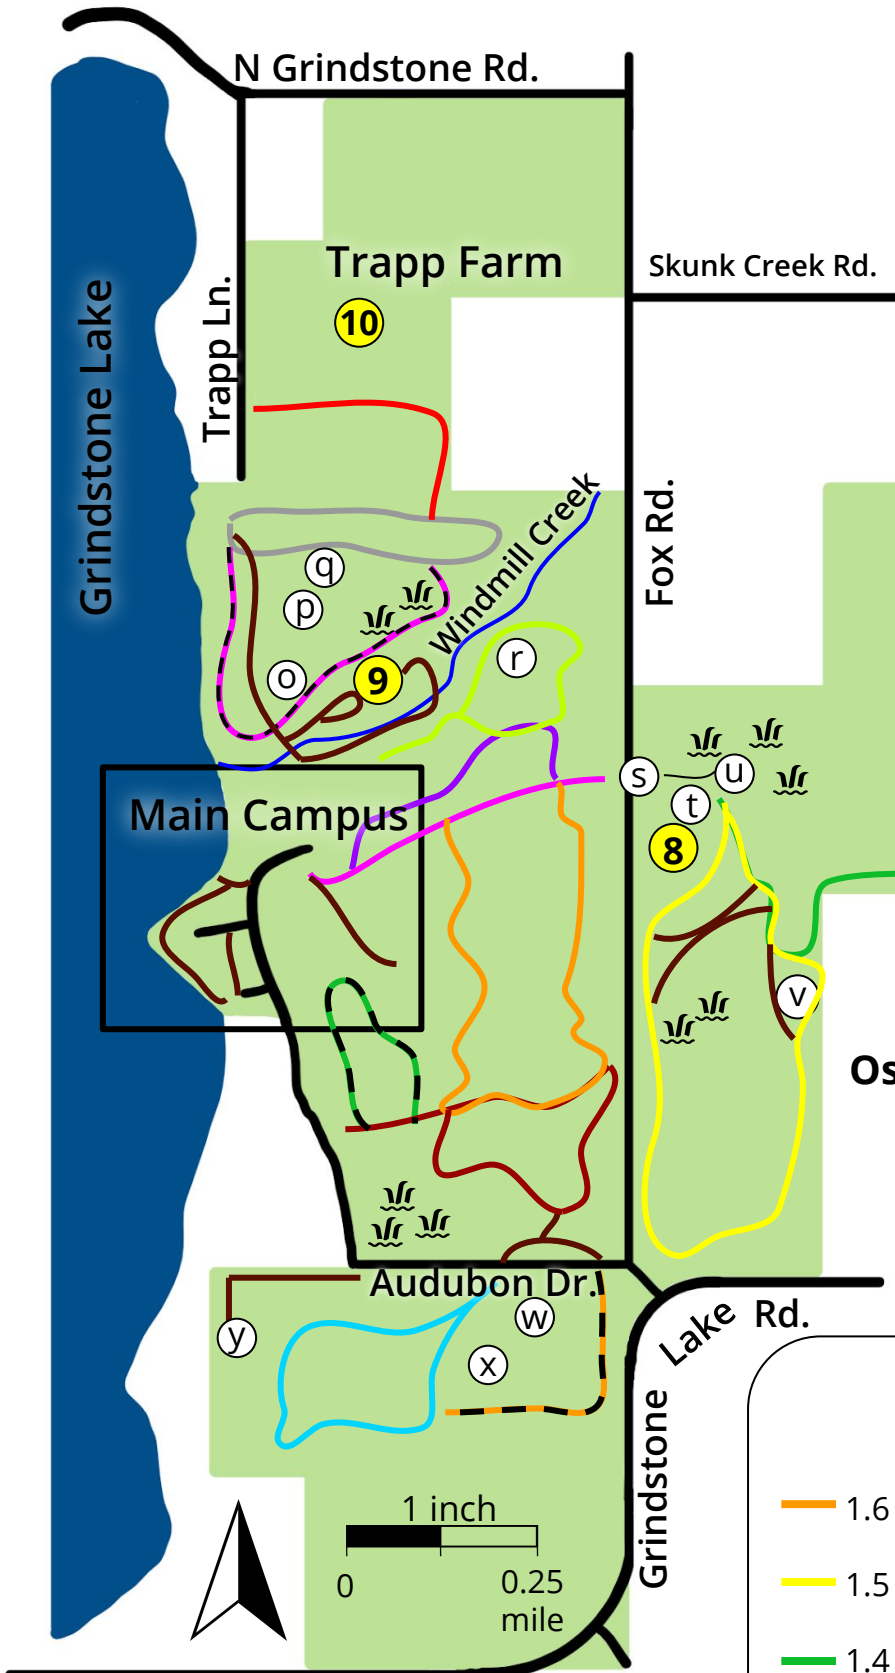 N Grindstone Rd.
Trapp Farm
Skunk Creek Rd.
10
Trapp Ln.
Grindstone Lake
Fox Rd.
Windmill Creek
q
p
r
o
9
s
u
t
8
Main Campus
v
Os
Audubon Dr.
w
y
x
Lake Rd.
Grindstone
1 inch
0
0.25
mile
1.6
1.5
1.4